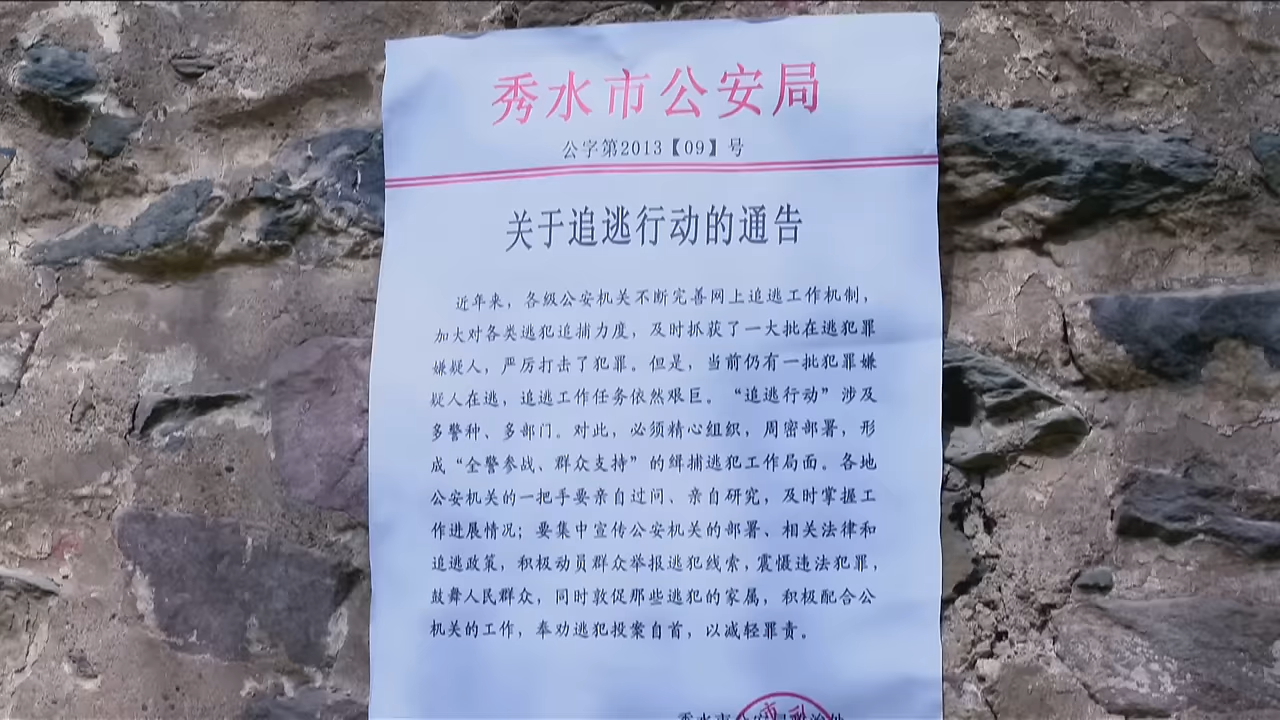 秀水市公安局
公字第2013【09】号
关于追逃行动的通告
近年来，各级公安机关不断完善网上追逃工作机制，
加大对各类逃犯追捕力度，及时抓获了一大批在逃犯罪
嫌疑人，严厉打击了犯罪。但是，当前仍有一批犯罪嫌
疑人在逃，追逃工作任务依然艰巨。“追逃行动”涉及
多警种、多部门。对此，必须精心组织，周密部署，形
成“全警参战、群众支持”的缉捕逃犯工作局面。各地
公安机关的一把手要亲自过问、亲自研究，及时掌握工
作进展情况；要集中宣传公安机关的部署、相关法律和
追逃政策，积极动员群众举报逃犯线索，震慑违法犯罪，
鼓舞人民群众，同时敦促那些逃犯的家属，积极配合公
机关的工作，奉劝逃犯投案自首，以减轻罪责。
秀水市